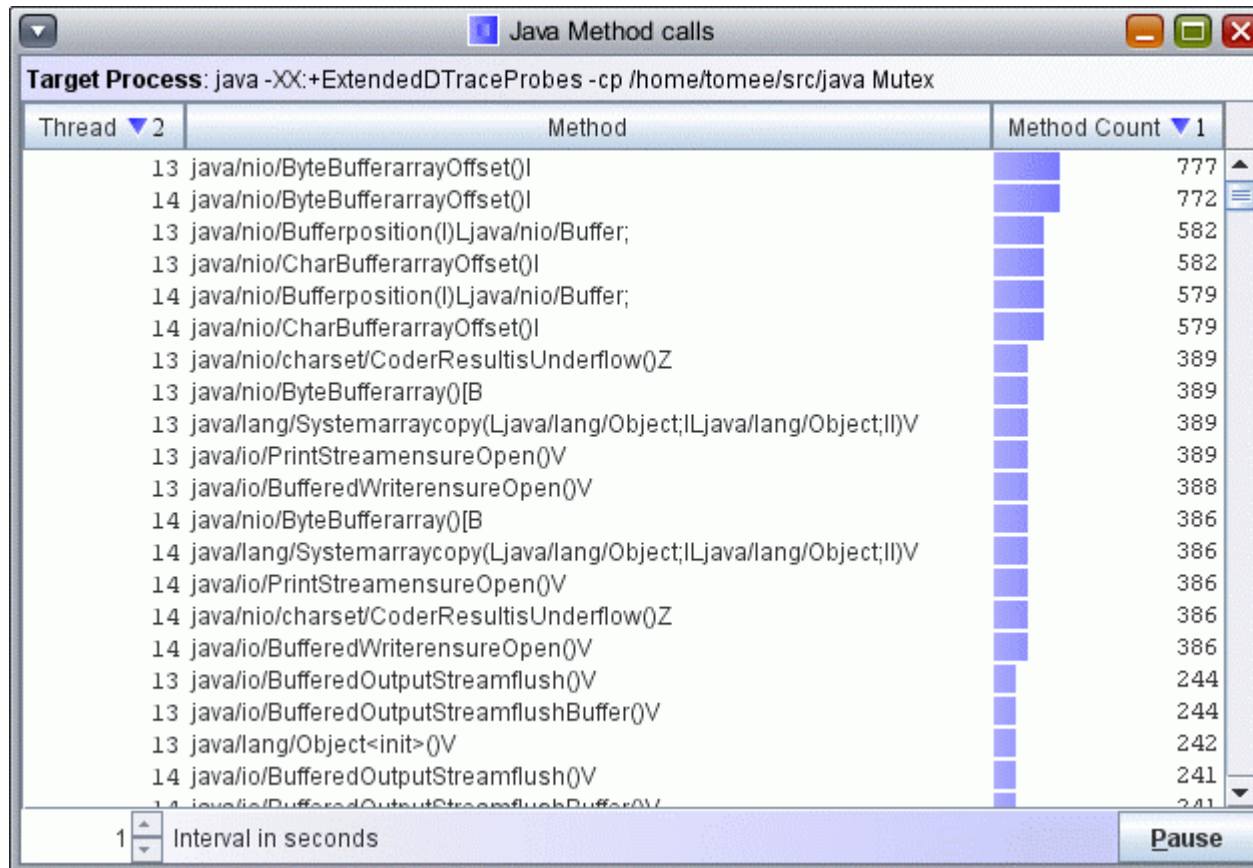 Java Method calls
Target Process: java -XX:+ExtendedDTraceProbes -cp /home/tomee/src/java Mutex
Thread 2 Method Method Count 1
13 java/nio/ByteBufferarrayOffset()I 777
14 java/nio/ByteBufferarrayOffset()I 772
13 java/nio/Bufferposition(I)Ljava/nio/Buffer; 582
13 java/nio/CharBufferarrayOffset()I 582
14 java/nio/Bufferposition(I)Ljava/nio/Buffer; 579
14 java/nio/CharBufferarrayOffset()I 579
13 java/nio/charset/CoderResultisUnderflow()Z 389
13 java/nio/ByteBufferarray()[B 389
13 java/lang/Systemarraycopy(Ljava/lang/Object;ILjava/lang/Object;II)V 389
13 java/io/PrintStreamensureOpen()V 389
13 java/io/BufferedWriterensureOpen()V 388
14 java/nio/ByteBufferarray()[B 386
14 java/lang/Systemarraycopy(Ljava/lang/Object;ILjava/lang/Object;II)V 386
14 java/io/PrintStreamensureOpen()V 386
14 java/nio/charset/CoderResultisUnderflow()Z 386
14 java/io/BufferedWriterensureOpen()V 386
13 java/io/BufferedOutputStreamflush()V 244
13 java/io/BufferedOutputStreamflushBuffer()V 244
13 java/lang/Object<init>()V 242
14 java/io/BufferedOutputStreamflush()V 241
14 java/io/BufferedOutputStreamflushBuffer()V 241
1 Interval in seconds Pause